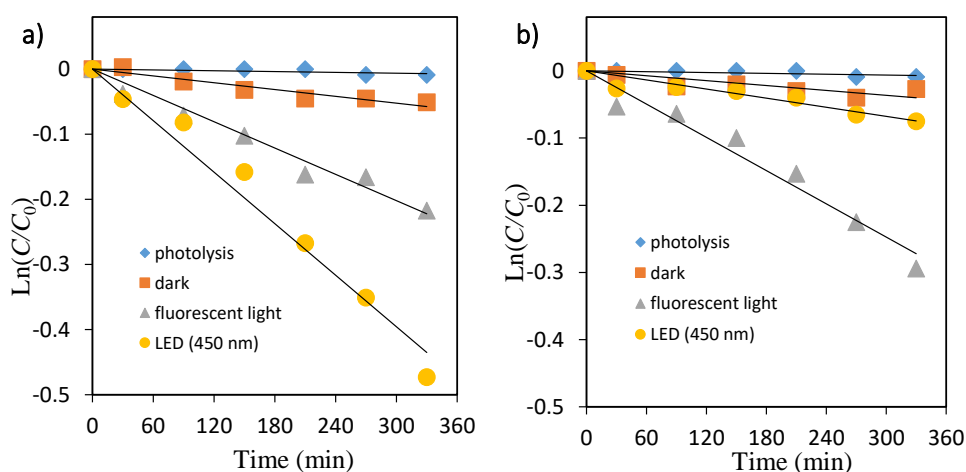 a)
0
-0.1
-0.2
-0.3
-0.4
-0.5
Ln(C/C0)
photolysis
dark
fluorescent light
LED (450 nm)
0 60 120 180 240 300 360
Time (min)
b)
0
-0.1
-0.2
-0.3
-0.4
-0.5
Ln(C/C0)
photolysis
dark
fluorescent light
LED (450 nm)
0 60 120 180 240 300 360
Time (min)